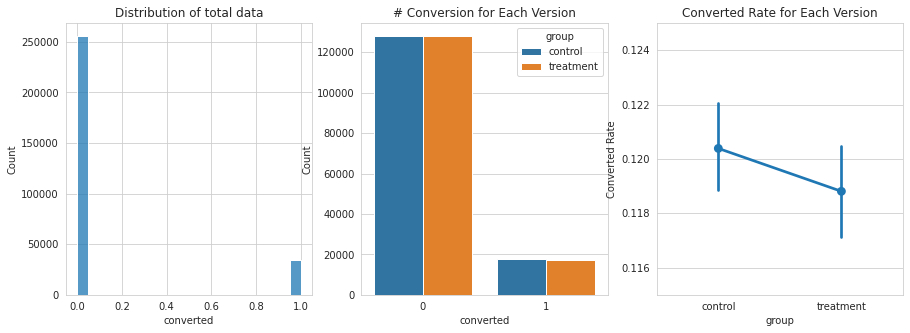 Distribution of total data
250000
200000
150000
100000
50000
0
Count
0.0 0.2 0.4 0.6 0.8 1.0
converted
# Conversion for Each Version
group
control
treatment
120000
100000
80000
60000
40000
20000
0
Count
0 1
converted
Converted Rate for Each Version
0.124
0.122
0.120
0.118
0.116
Converted Rate
control treatment
group